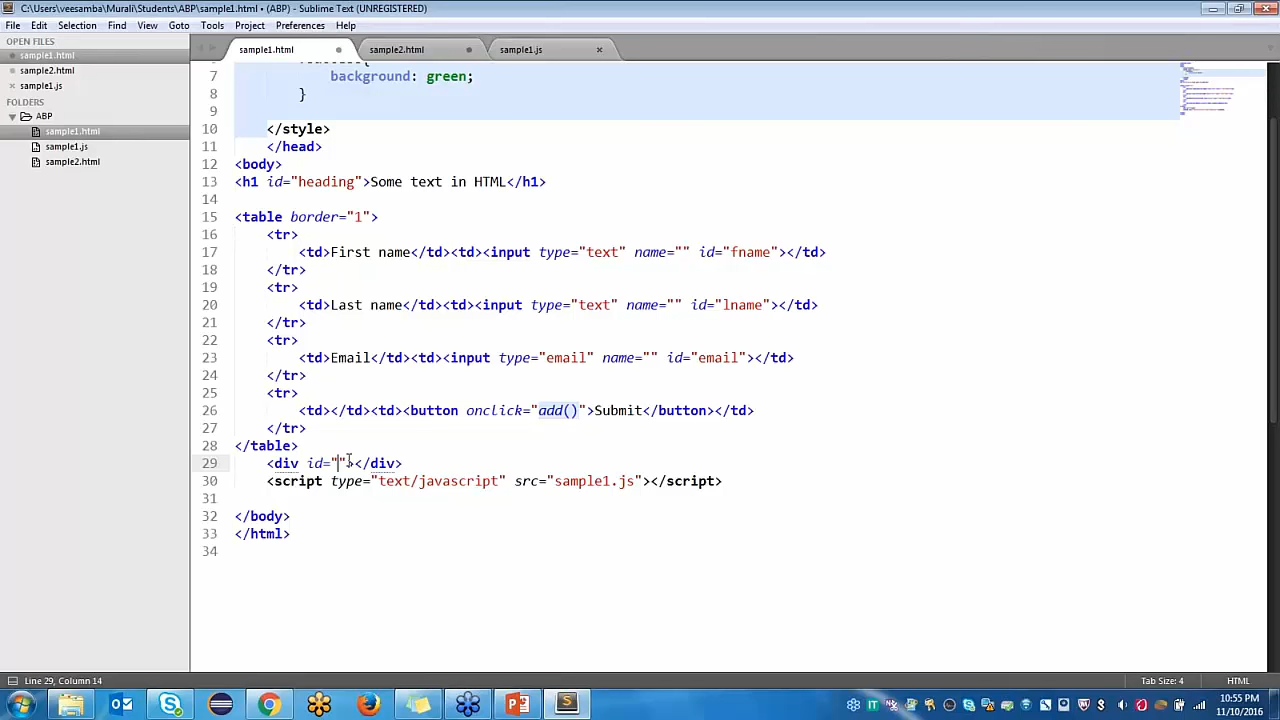 C:\Users\veesamba\Murali\Students\ABP\sample1.html • (ABP) - Sublime Text (UNREGISTERED)
File Edit Selection Find View Goto Tools Project Preferences Help
OPEN FILES
sample1.html
sample2.html
sample1.js
FOLDERS
ABP
sample1.html
sample1.js
sample2.html
sample1.html sample2.html sample1.js
7 background: green;
8 }
9
10 </style>
11 </head>
12 <body>
13 <h1 id="heading">Some text in HTML</h1>
14
15 <table border="1">
16 <tr>
17 <td>First name</td><td><input type="text" name="" id="fname"></td>
18 </tr>
19 <tr>
20 <td>Last name</td><td><input type="text" name="" id="lname"></td>
21 </tr>
22 <tr>
23 <td>Email</td><td><input type="email" name="" id="email"></td>
24 </tr>
25 <tr>
26 <td></td><td><button onclick="add()">Submit</button></td>
27 </tr>
28 </table>
29 <div id=""></div>
30 <script type="text/javascript" src="sample1.js"></script>
31
32 </body>
33 </html>
34
Line 29, Column 14 Tab Size: 4 HTML
10:55 PM
11/10/2016